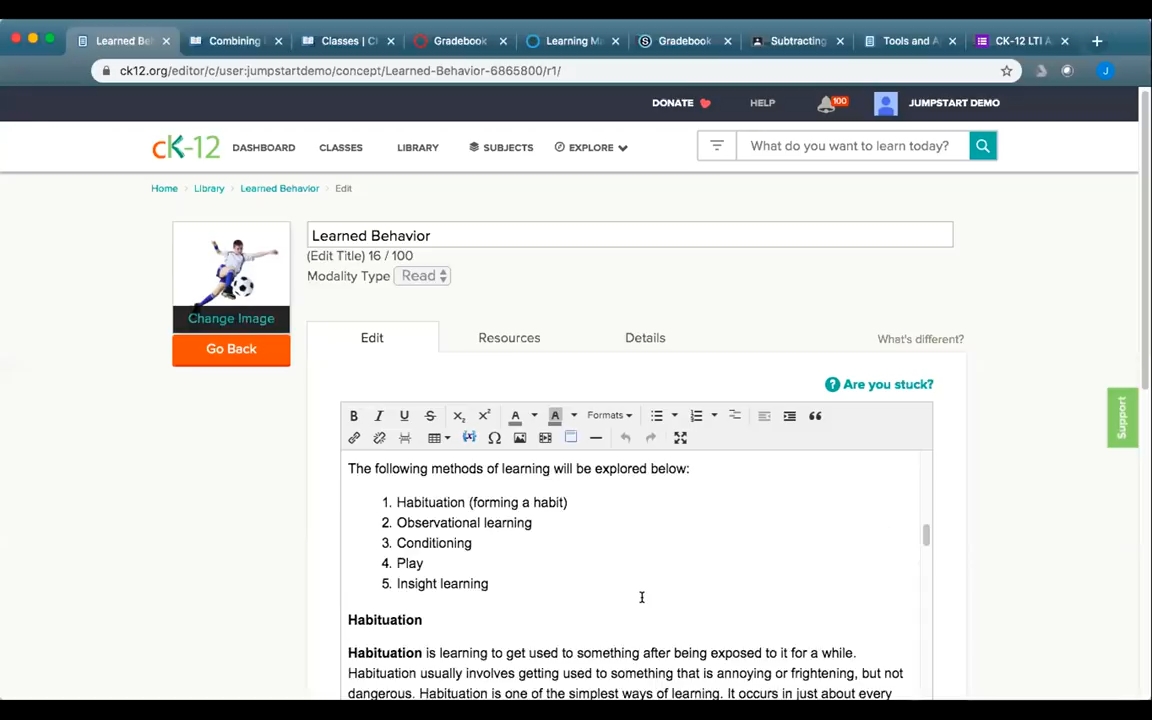 Learned Be
Combining
Classes | C
Gradebook
Learning M
Gradebook
Subtracting
Tools and A
CK-12 LTI A
ck12.org/editor/c/user:jumpstartdemo/concept/Learned-Behavior-6865800/r1/
J
DONATE
HELP
100
JUMPSTART DEMO
cK-12
DASHBOARD
CLASSES
LIBRARY
SUBJECTS
EXPLORE
What do you want to learn today?
Home
Library
Learned Behavior
Edit
Learned Behavior
(Edit Title) 16 / 100
Modality Type Read
Change Image
Go Back
Edit
Resources
Details
What's different?
Are you stuck?
Support
B I U S X₂ X² A A Formats
The following methods of learning will be explored below:
1. Habituation (forming a habit)
2. Observational learning
3. Conditioning
4. Play
5. Insight learning
Habituation
Habituation is learning to get used to something after being exposed to it for a while.
Habituation usually involves getting used to something that is annoying or frightening, but not
dangerous. Habituation is one of the simplest ways of learning. It occurs in just about every